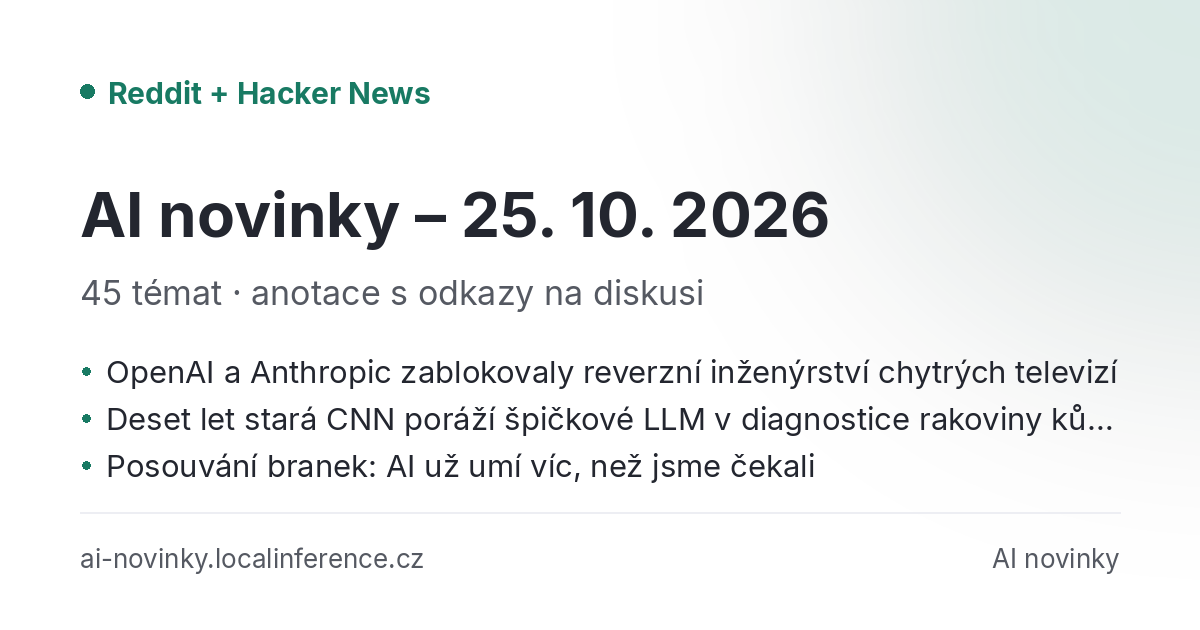 Reddit + Hacker News
AI novinky – 25. 10. 2026
45 témat · anotace s odkazy na diskusi
• OpenAI a Anthropic zablokovaly reverzní inženýrství chytrých televizí
• Deset let stará CNN poráží špičkové LLM v diagnostice rakoviny ků…
• Posouvání branek: AI už umí víc, než jsme čekali
ai-novinky.localinference.cz
AI novinky